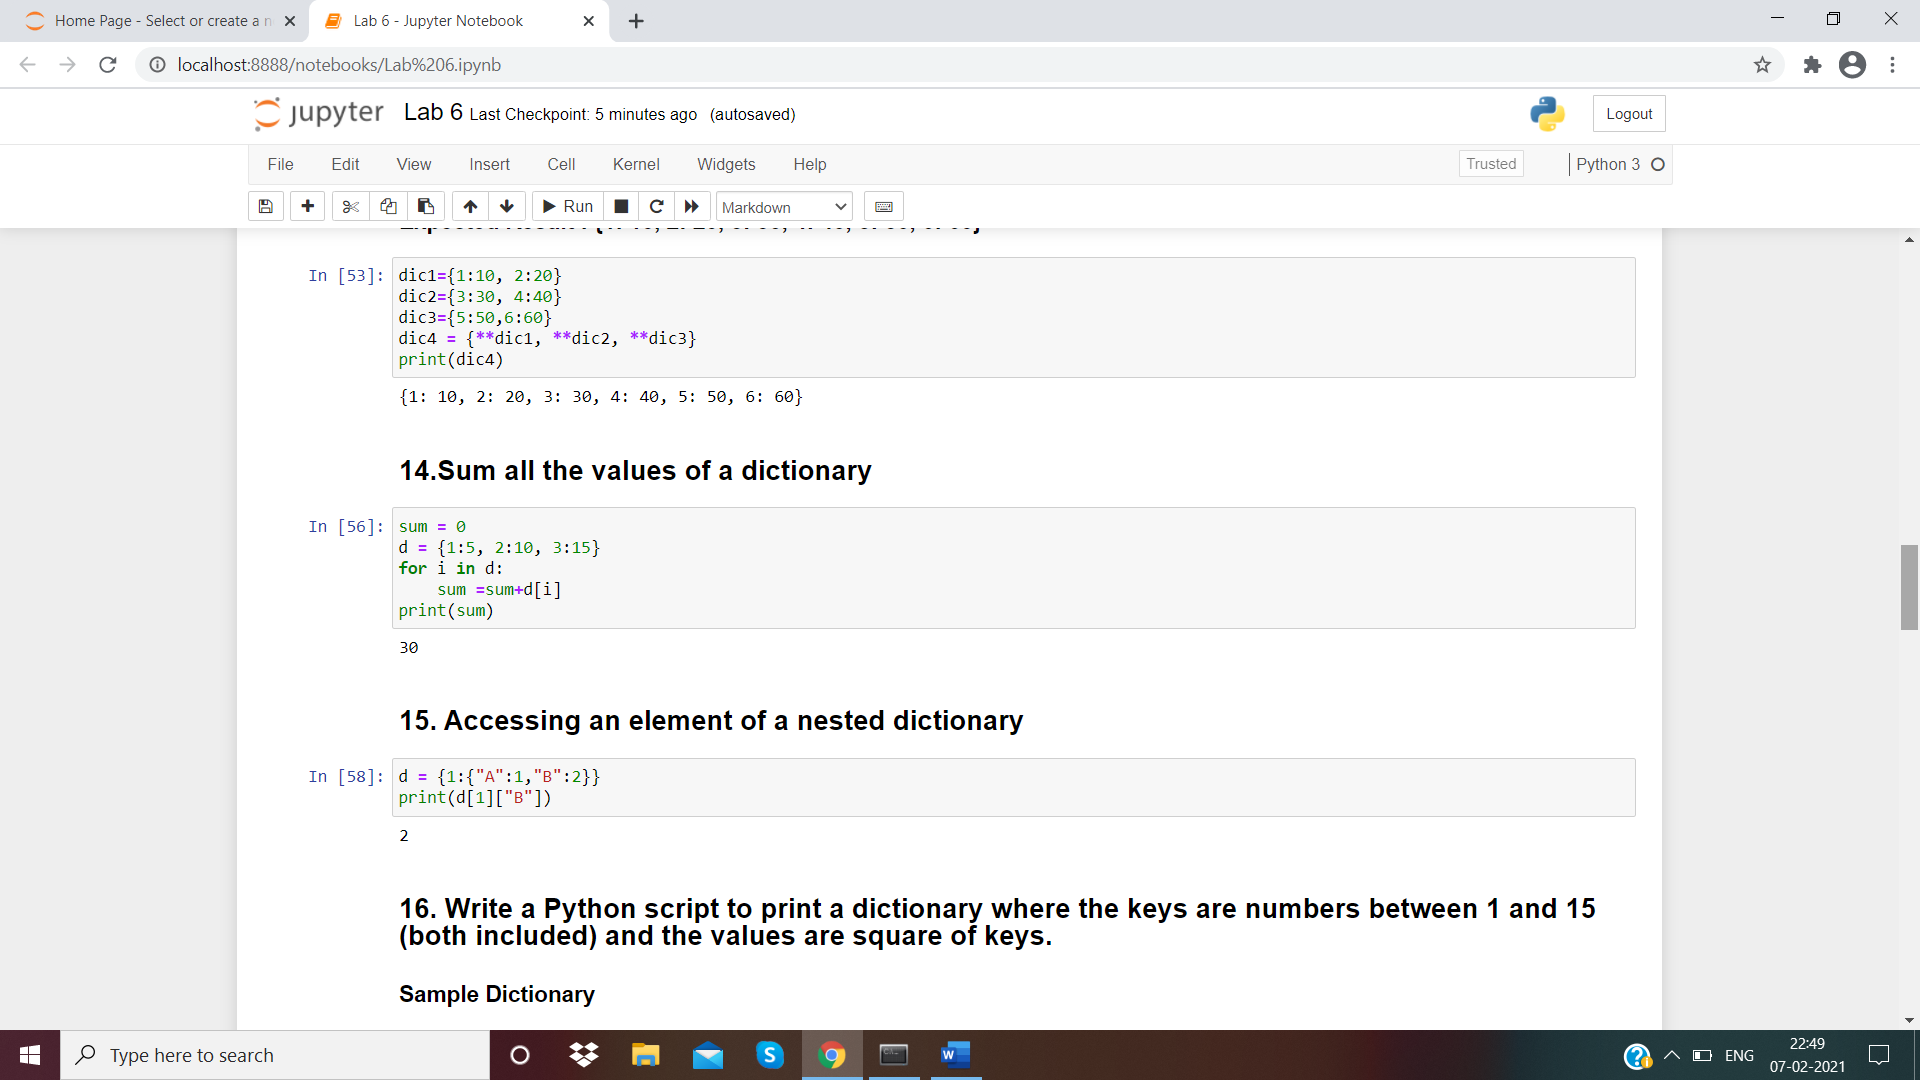 Home Page - Select or create a n
Lab 6 - Jupyter Notebook
localhost:8888/notebooks/Lab%206.ipynb
jupyter Lab 6 Last Checkpoint: 5 minutes ago (autosaved)
Logout
File Edit View Insert Cell Kernel Widgets Help
Trusted
Python 3
Run
Markdown
In [53]: dic1={1:10, 2:20}
dic2={3:30, 4:40}
dic3={5:50,6:60}
dic4 = {**dic1, **dic2, **dic3}
print(dic4)
{1: 10, 2: 20, 3: 30, 4: 40, 5: 50, 6: 60}
14.Sum all the values of a dictionary
In [56]: sum = 0
d = {1:5, 2:10, 3:15}
for i in d:
    sum =sum+d[i]
print(sum)
30
15. Accessing an element of a nested dictionary
In [58]: d = {1:{"A":1,"B":2}}
print(d[1]["B"])
2
16. Write a Python script to print a dictionary where the keys are numbers between 1 and 15
(both included) and the values are square of keys.
Sample Dictionary
Type here to search
ENG
22:49
07-02-2021